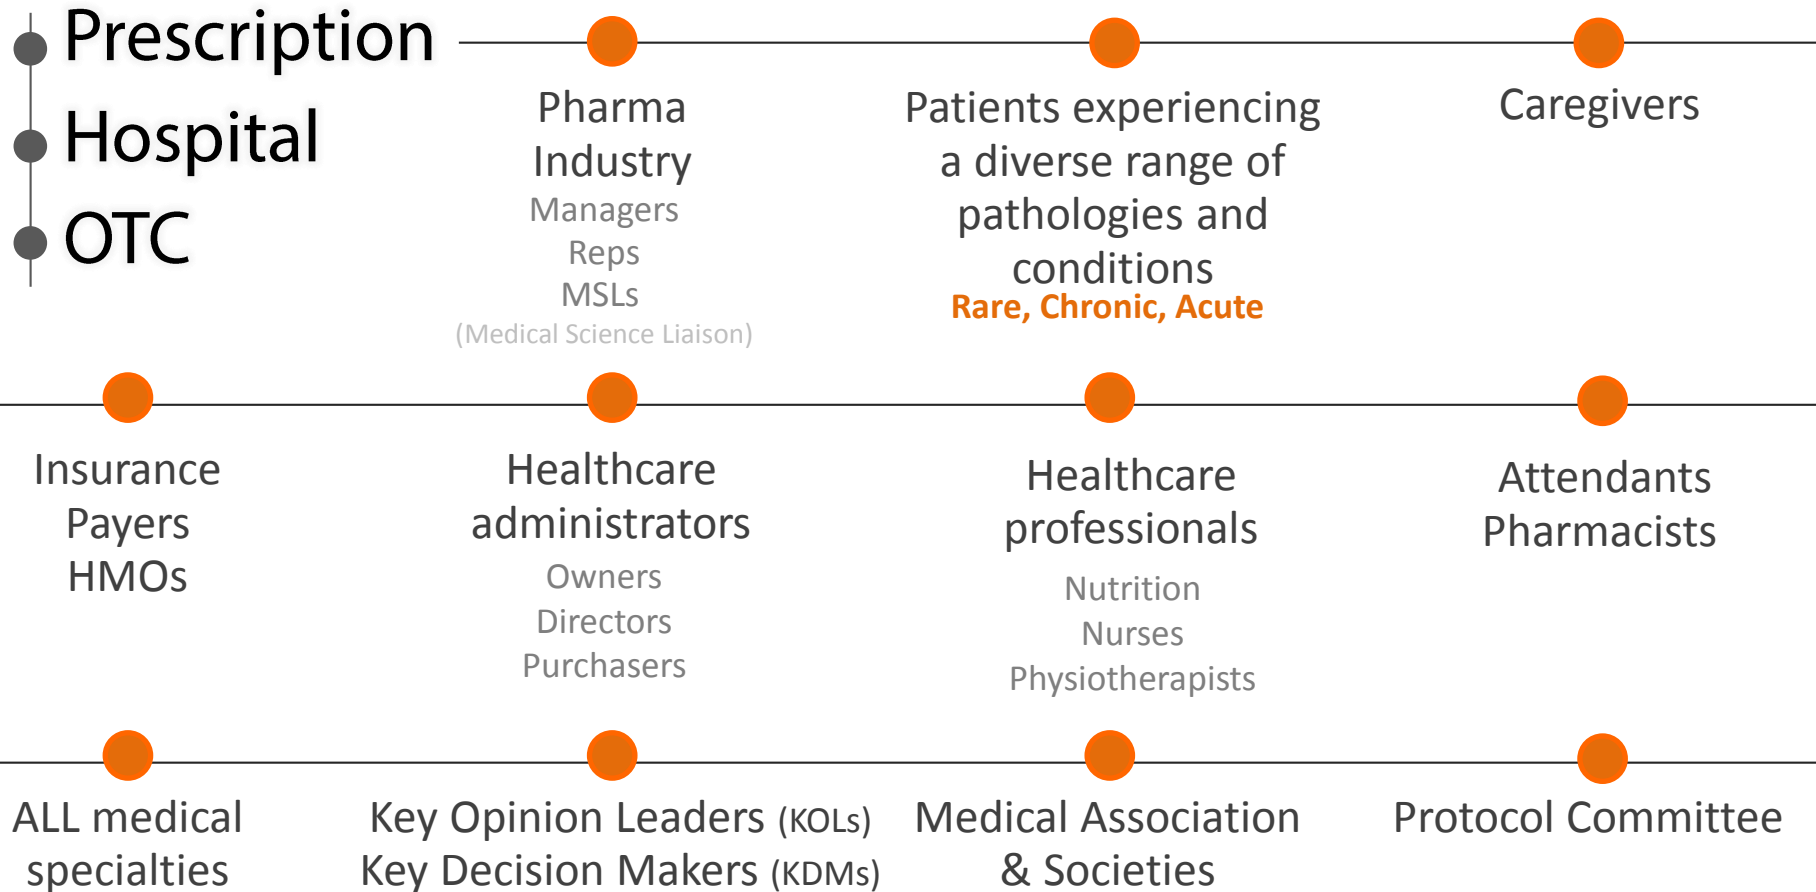 Prescription
Hospital
OTC
Pharma
Industry
Managers
Reps
MSLs
(Medical Science Liaison)
Patients experiencing
a diverse range of
pathologies and
conditions
Rare, Chronic, Acute
Caregivers
Insurance
Payers
HMOs
Healthcare
administrators
Owners
Directors
Purchasers
Healthcare
professionals
Nutrition
Nurses
Physiotherapists
Attendants
Pharmacists
ALL medical
specialties
Key Opinion Leaders (KOLs)
Key Decision Makers (KDMs)
Medical Association
& Societies
Protocol Committee